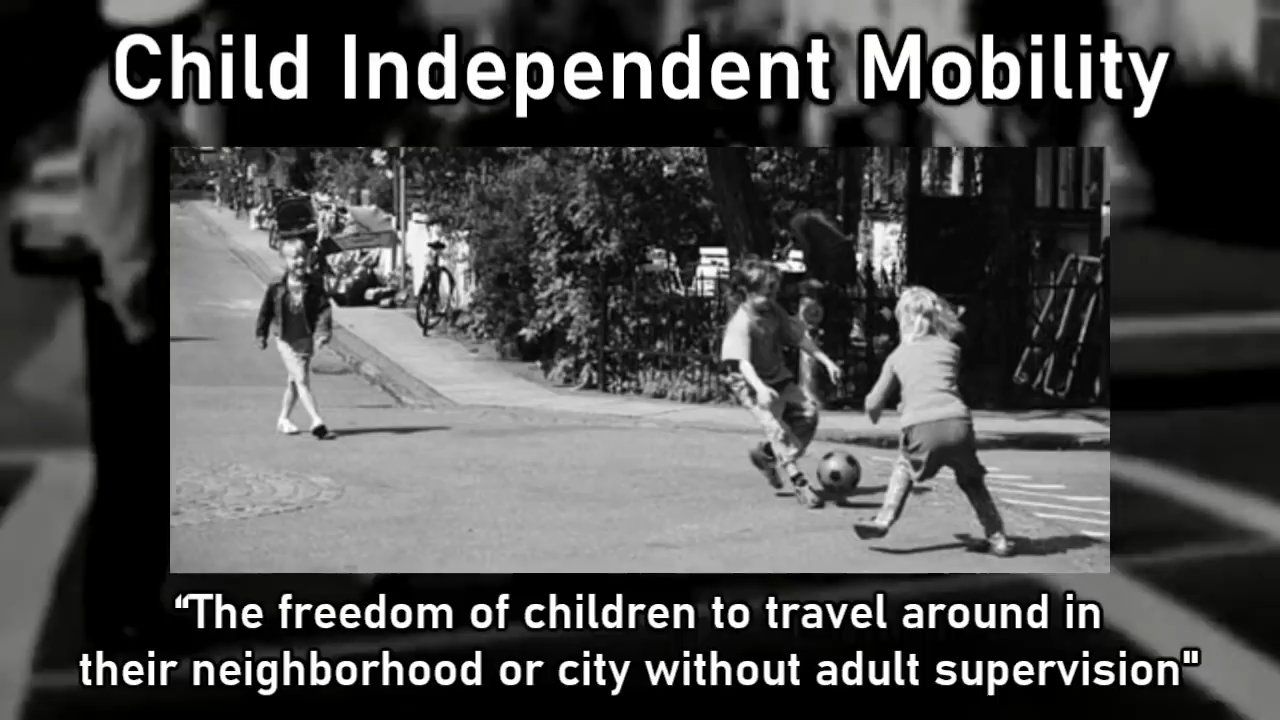 Child Independent Mobility
“The freedom of children to travel around in
their neighborhood or city without adult supervision"